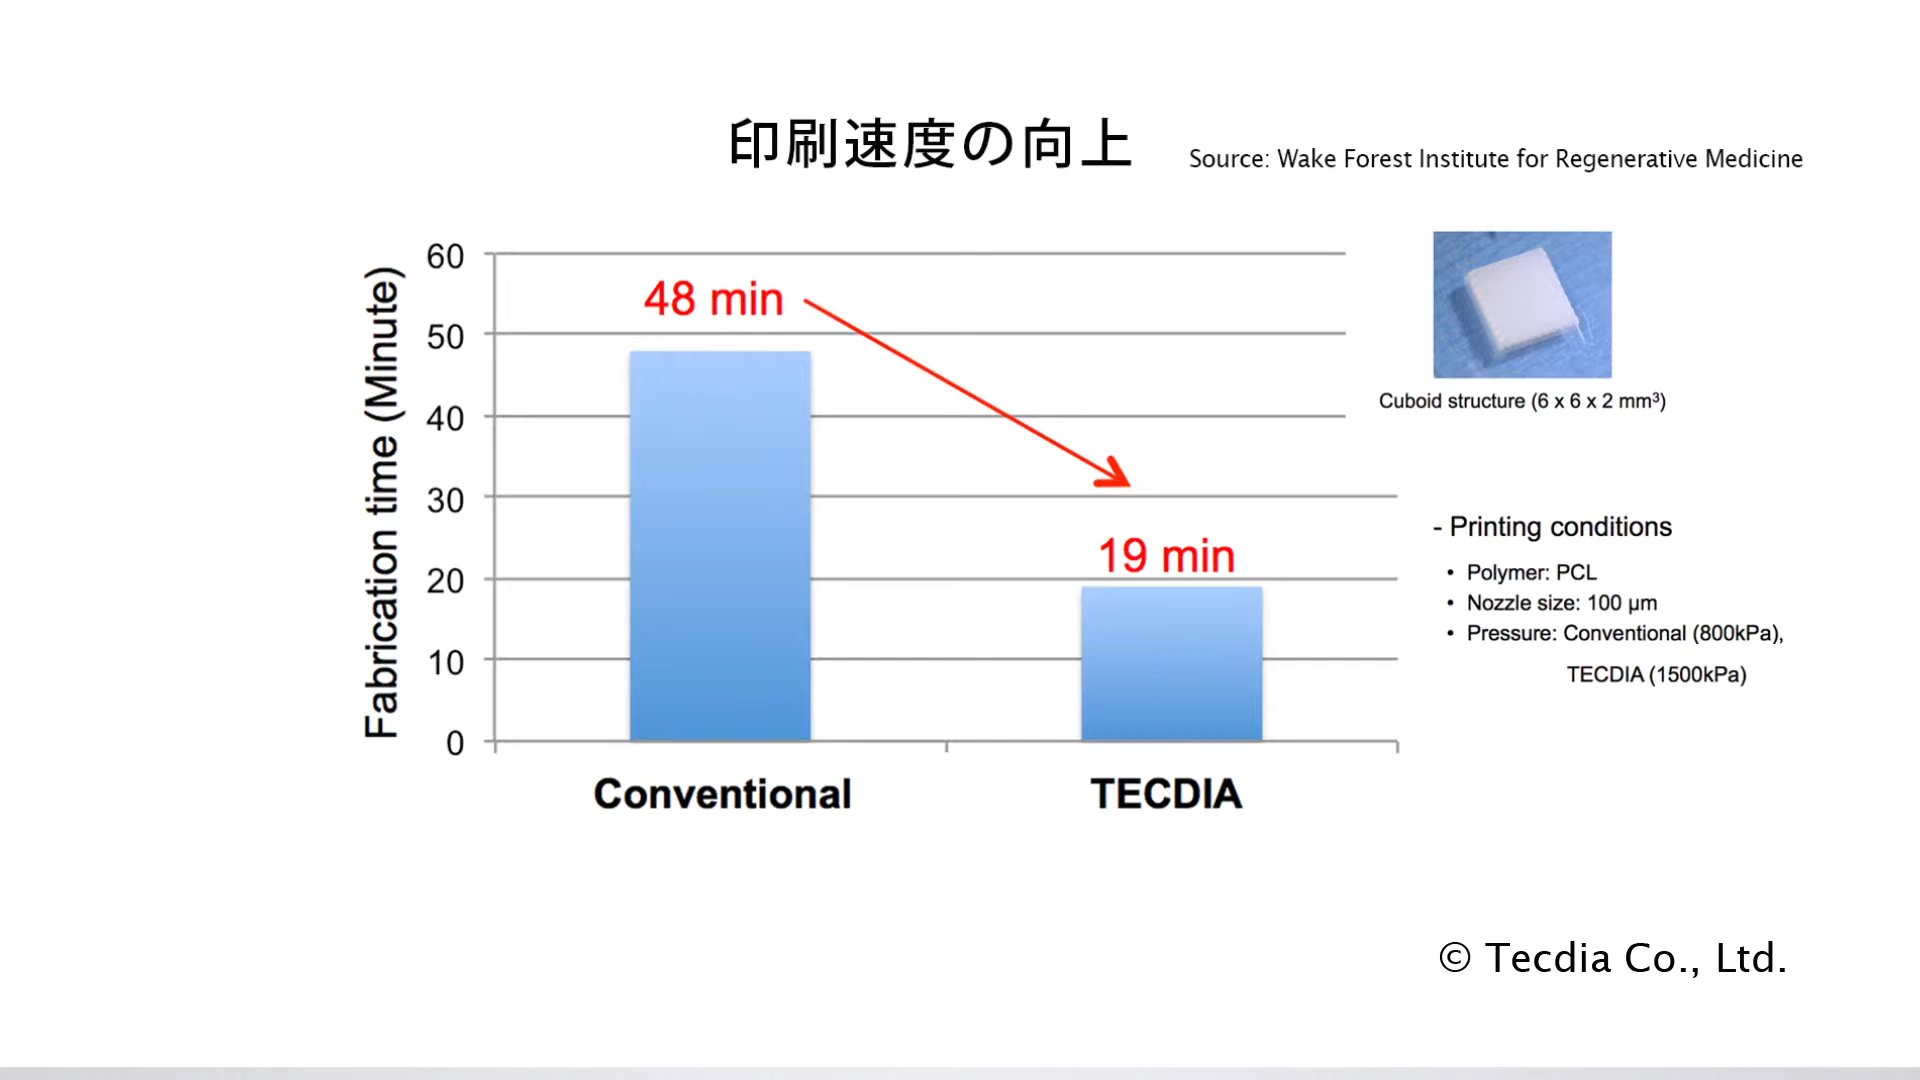 印刷速度の向上
Source: Wake Forest Institute for Regenerative Medicine
Fabrication time (Minute)
60
50
40
30
20
10
0
48 min
19 min
Conventional
TECDIA
Cuboid structure (6 x 6 x 2 mm³)
- Printing conditions
• Polymer: PCL
• Nozzle size: 100 µm
• Pressure: Conventional (800kPa),
TECDIA (1500kPa)
© Tecdia Co., Ltd.